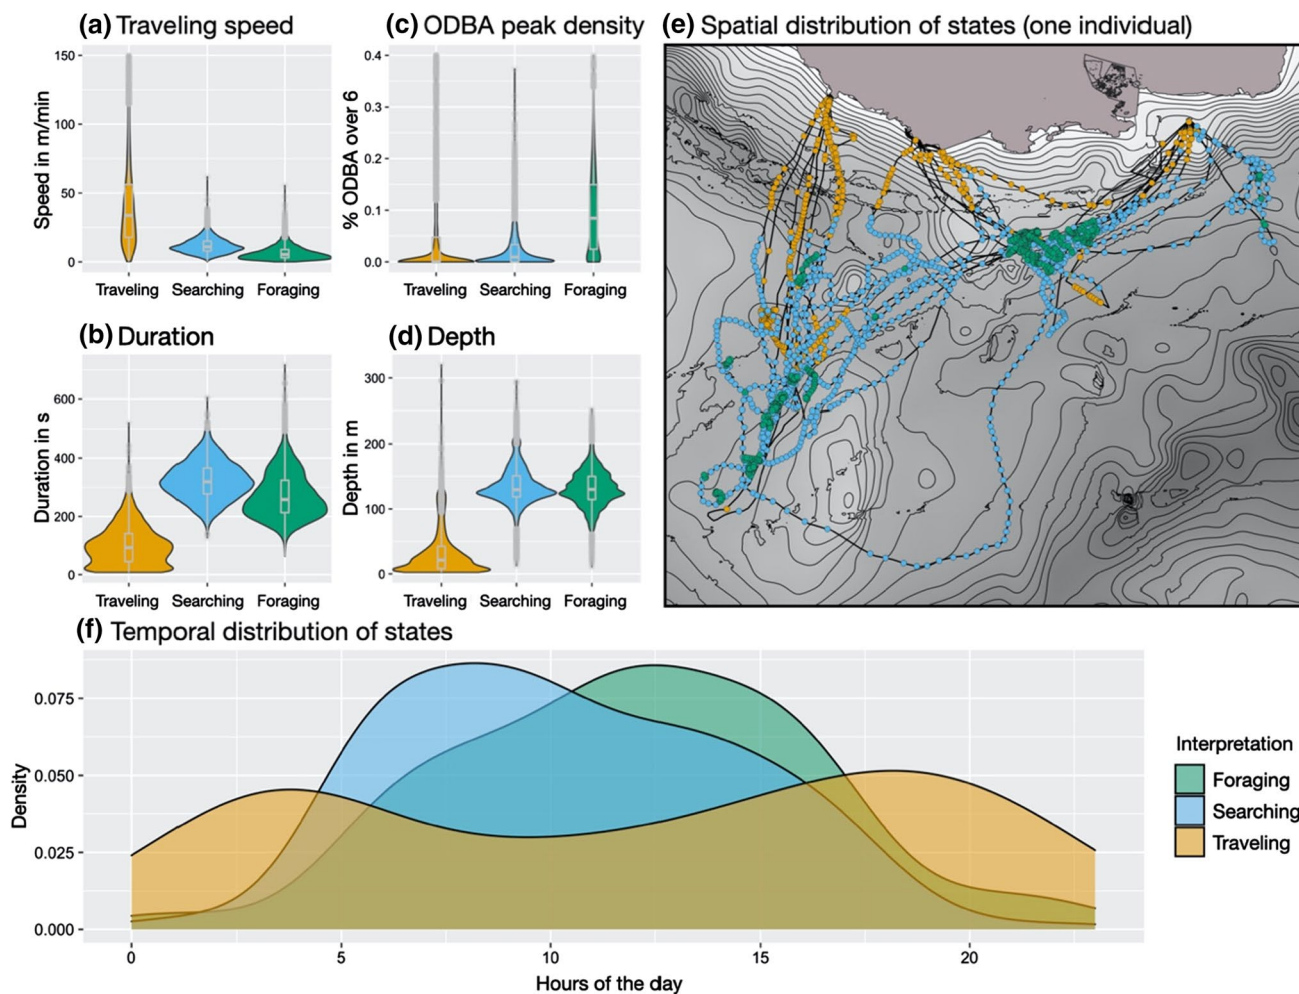 (a) Traveling speed
150
100
50
0
Speed in m/min
Traveling Searching Foraging
(c) ODBA peak density
0.4
0.3
0.2
0.1
0.0
% ODBA over 6
Traveling Searching Foraging
(e) Spatial distribution of states (one individual)
(b) Duration
600
400
200
0
Duration in s
Traveling Searching Foraging
(d) Depth
300
200
100
0
Depth in m
Traveling Searching Foraging
(f) Temporal distribution of states
0.075
0.050
0.025
0.000
Density
0 5 10 15 20
Hours of the day
Interpretation
Foraging
Searching
Traveling